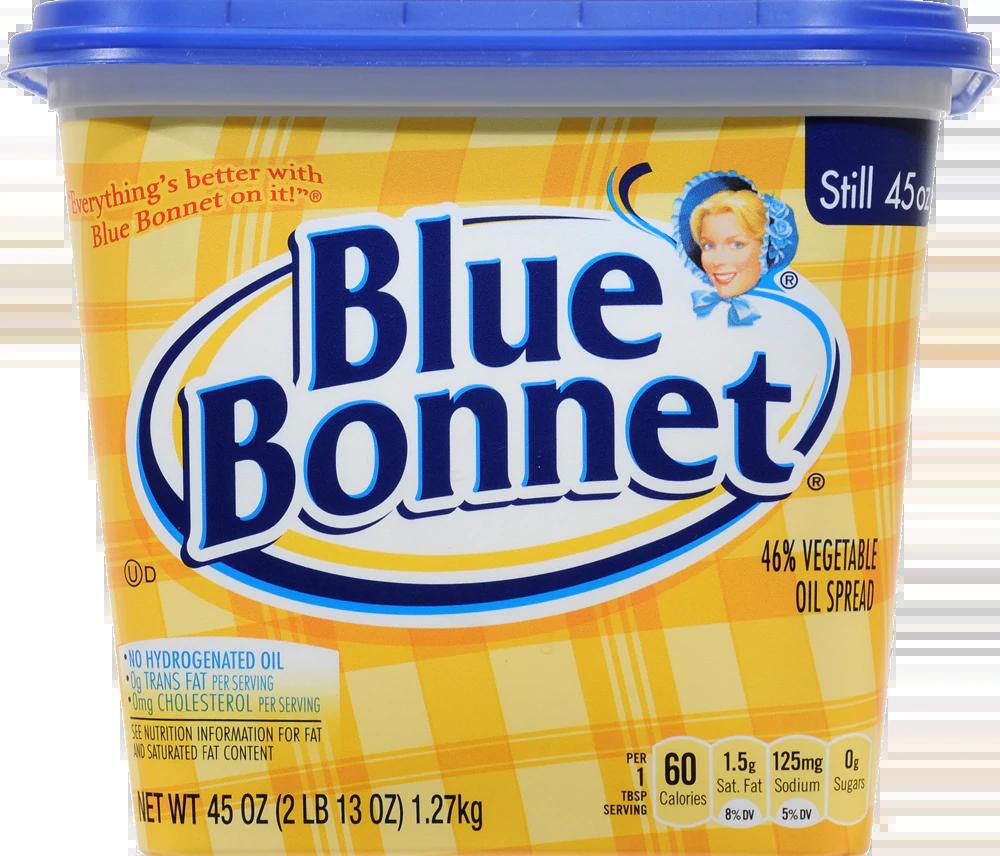 "Everything's better with
Blue Bonnet on it!"®
Still 45oz
Blue
Bonnet
®
®
46% VEGETABLE
OIL SPREAD
Ⓤ D
• NO HYDROGENATED OIL
• 0g TRANS FAT PER SERVING
• 0mg CHOLESTEROL PER SERVING
SEE NUTRITION INFORMATION FOR FAT
AND SATURATED FAT CONTENT
NET WT 45 OZ (2 LB 13 OZ) 1.27kg
PER
1
TBSP
SERVING
60
Calories
1.5g
Sat. Fat
8% DV
125mg
Sodium
5% DV
0g
Sugars